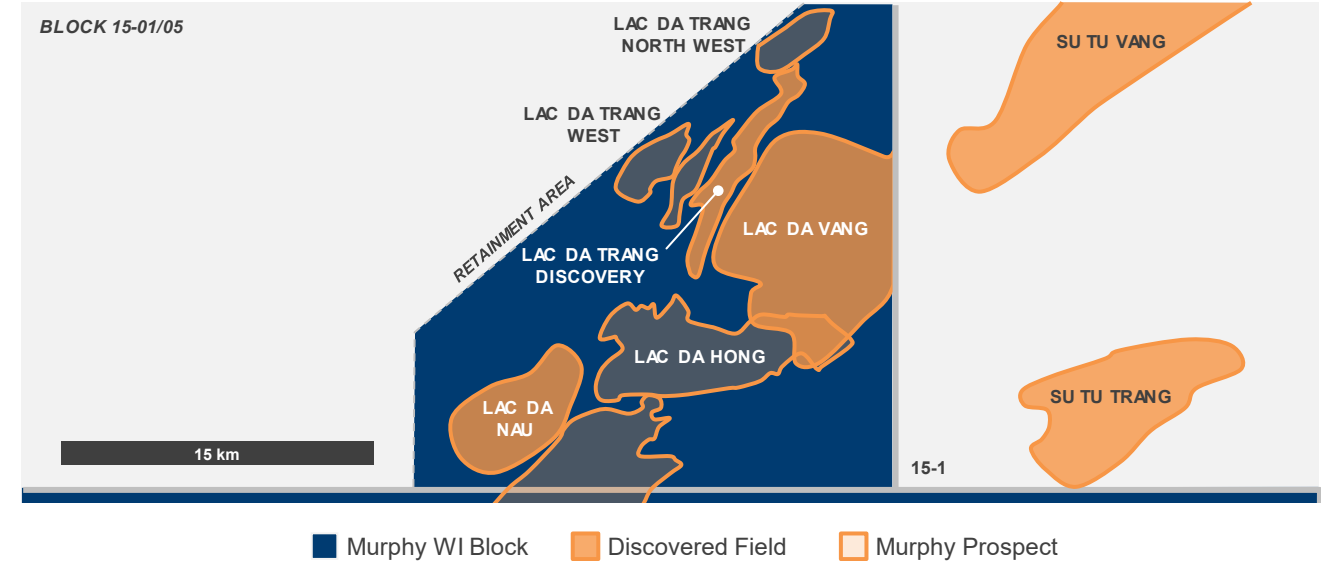 BLOCK 15-01/05
LAC DA TRANG
NORTH WEST
SU TU VANG
LAC DA TRANG
WEST
RETAINMENT AREA
LAC DA VANG
LAC DA TRANG
DISCOVERY
LAC DA HONG
SU TU TRANG
LAC DA
NAU
15 km
15-1
Murphy WI Block
Discovered Field
Murphy Prospect